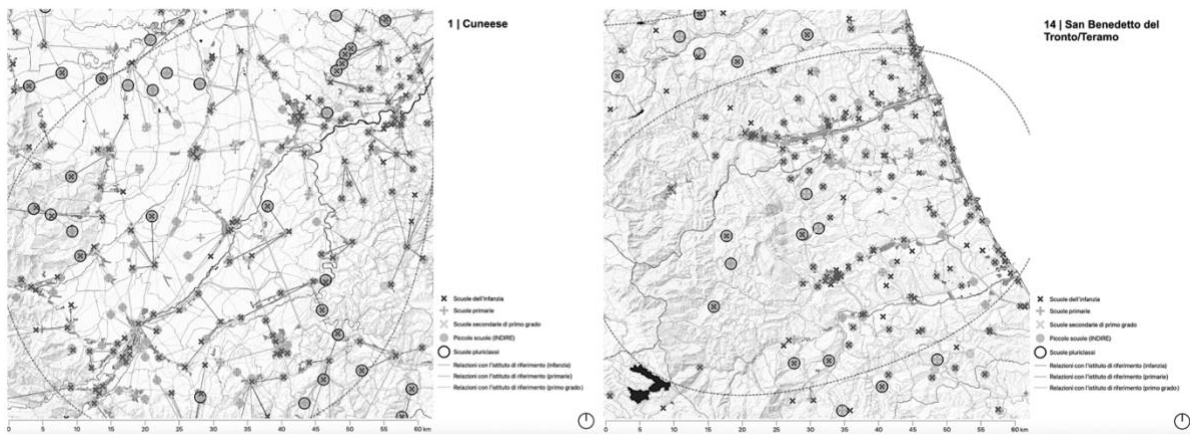 1 | Cuneese
Scuole dell'infanzia
Scuole primarie
Scuole secondarie di primo grado
Piccole scuole (INDIRE)
Scuole pluriclassi
Relazioni con l'istituto di riferimento (infanzia)
Relazioni con l'istituto di riferimento (primarie)
Relazioni con l'istituto di riferimento (primo grado)
0 5 10 15 20 25 30 35 40 45 50 55 60 km
14 | San Benedetto del
Tronto/Teramo
Scuole dell'infanzia
Scuole primarie
Scuole secondarie di primo grado
Piccole scuole (INDIRE)
Scuole pluriclassi
Relazioni con l'istituto di riferimento (infanzia)
Relazioni con l'istituto di riferimento (primarie)
Relazioni con l'istituto di riferimento (primo grado)
0 5 10 15 20 25 30 35 40 45 50 55 60 km